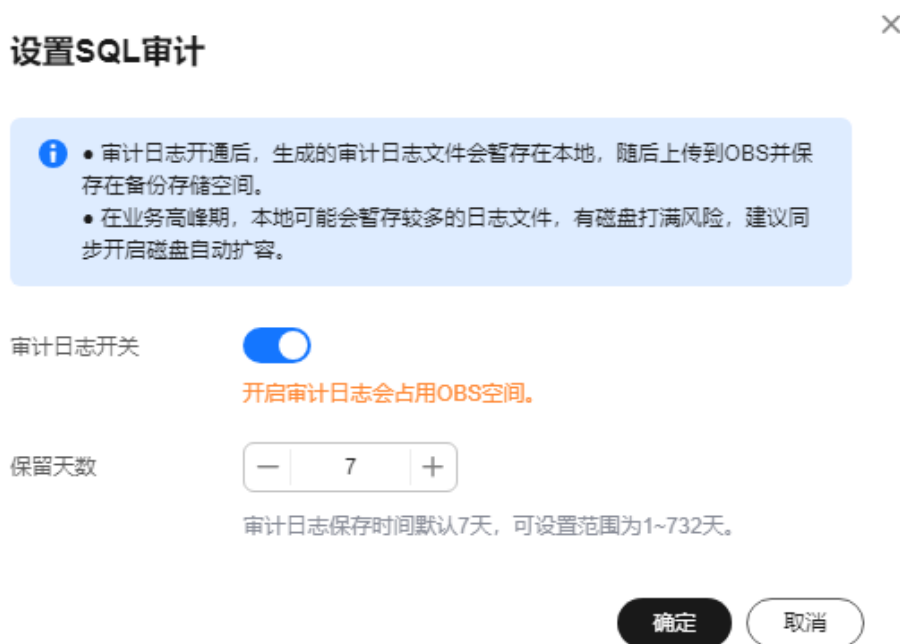 设置SQL审计
● 审计日志开通后，生成的审计日志文件会暂存在本地，随后上传到OBS并保
存在备份存储空间。
● 在业务高峰期，本地可能会暂存较多的日志文件，有磁盘打满风险，建议同
步开启磁盘自动扩容。
审计日志开关
开启审计日志会占用OBS空间。
保留天数
7
审计日志保存时间默认7天，可设置范围为1~732天。
确定
取消